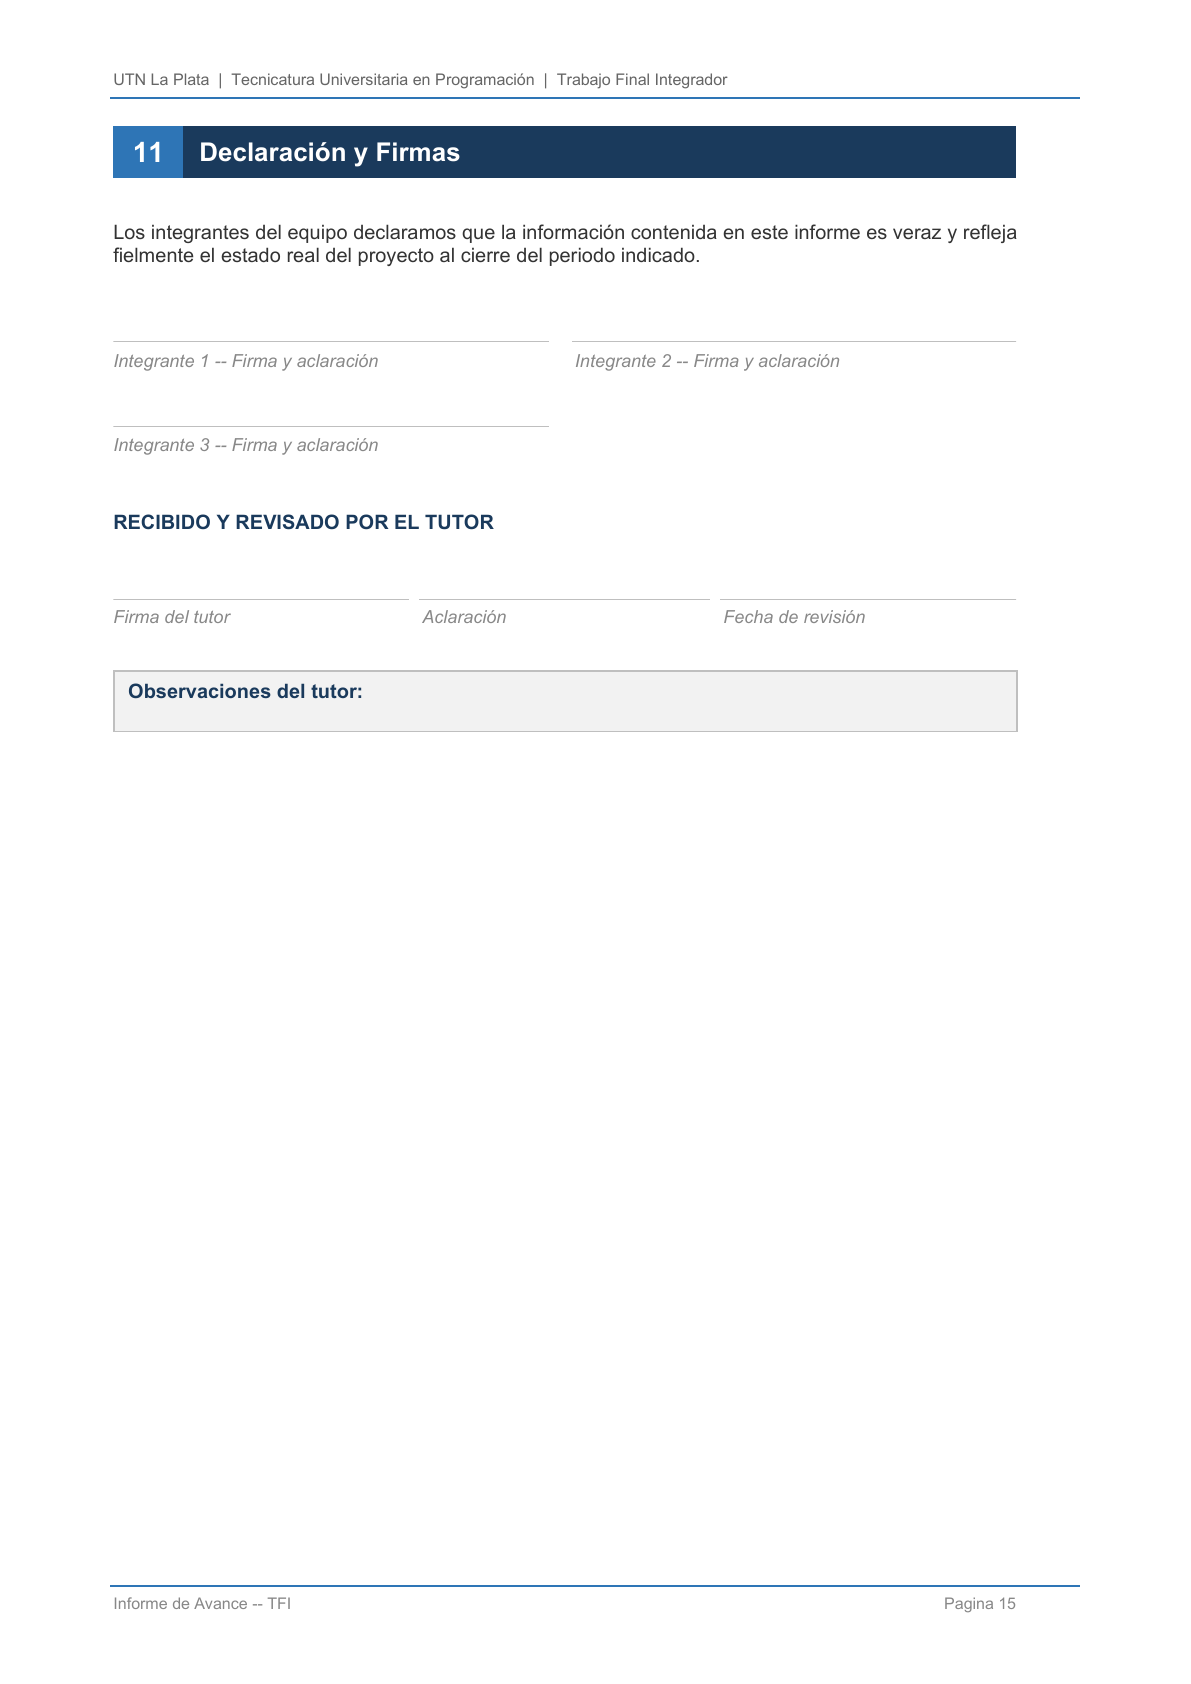 UTN La Plata | Tecnicatura Universitaria en Programación | Trabajo Final Integrador
11 Declaración y Firmas
Los integrantes del equipo declaramos que la información contenida en este informe es veraz y refleja
fielmente el estado real del proyecto al cierre del periodo indicado.
Integrante 1 -- Firma y aclaración Integrante 2 -- Firma y aclaración
Integrante 3 -- Firma y aclaración
RECIBIDO Y REVISADO POR EL TUTOR
Firma del tutor Aclaración Fecha de revisión
Observaciones del tutor:
Informe de Avance -- TFI Pagina 15